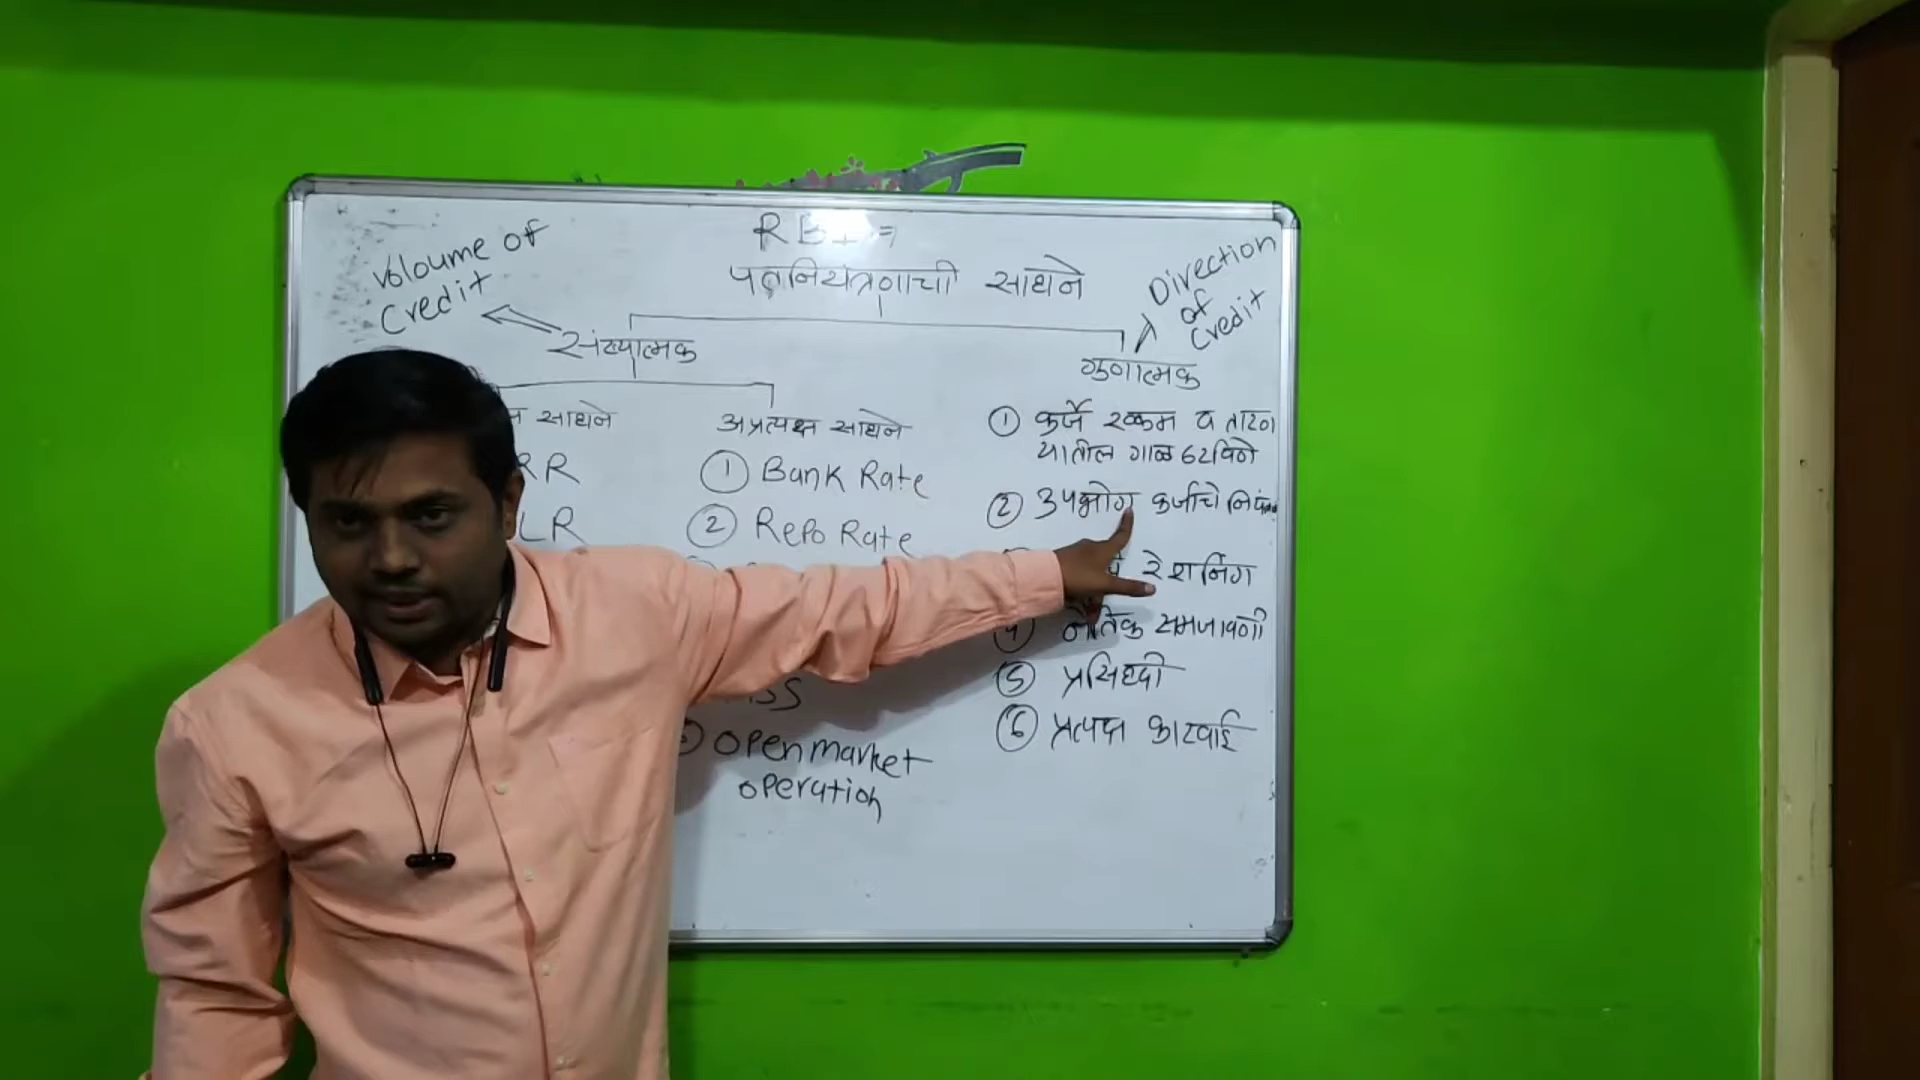 RBI =
पतनियंत्रणाची साधने
Voloume of
Credit
Direction
of
Credit
संख्यात्मक
गुणात्मक
साधने
RR
LR
अप्रत्यक्ष साधने
① Bank Rate
② Repo Rate
SS
open market
operation
① कर्ज रक्कम व तारण
यातील गाळ ठरविणे
② उपभोग कर्जाचे
रेशनिंग
नैतिक समजावणी
⑤ प्रसिध्दी
⑥ प्रत्यक्ष कारवाई